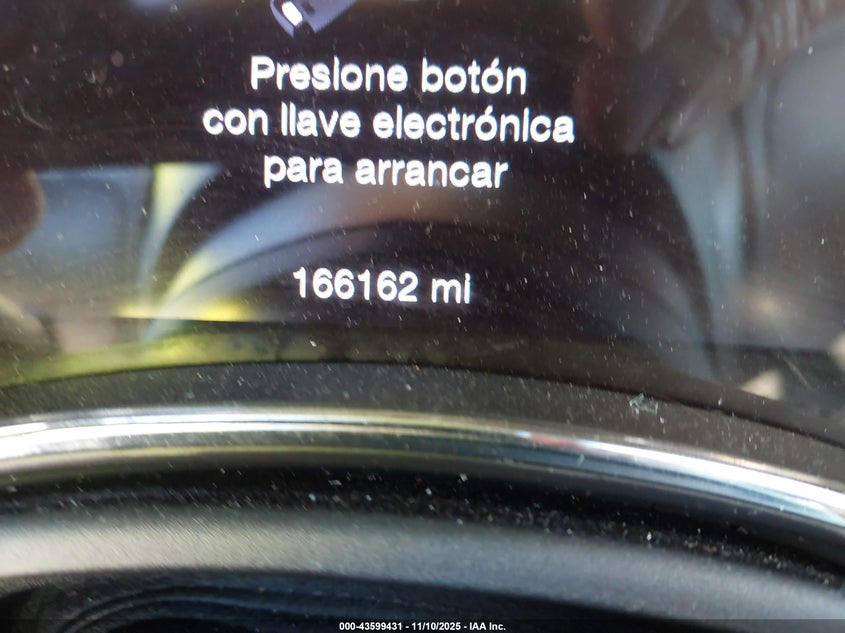 Presione botón
con llave electrónica
para arrancar
166162 mi
000-43599431 - 11/10/2025 - IAA Inc.